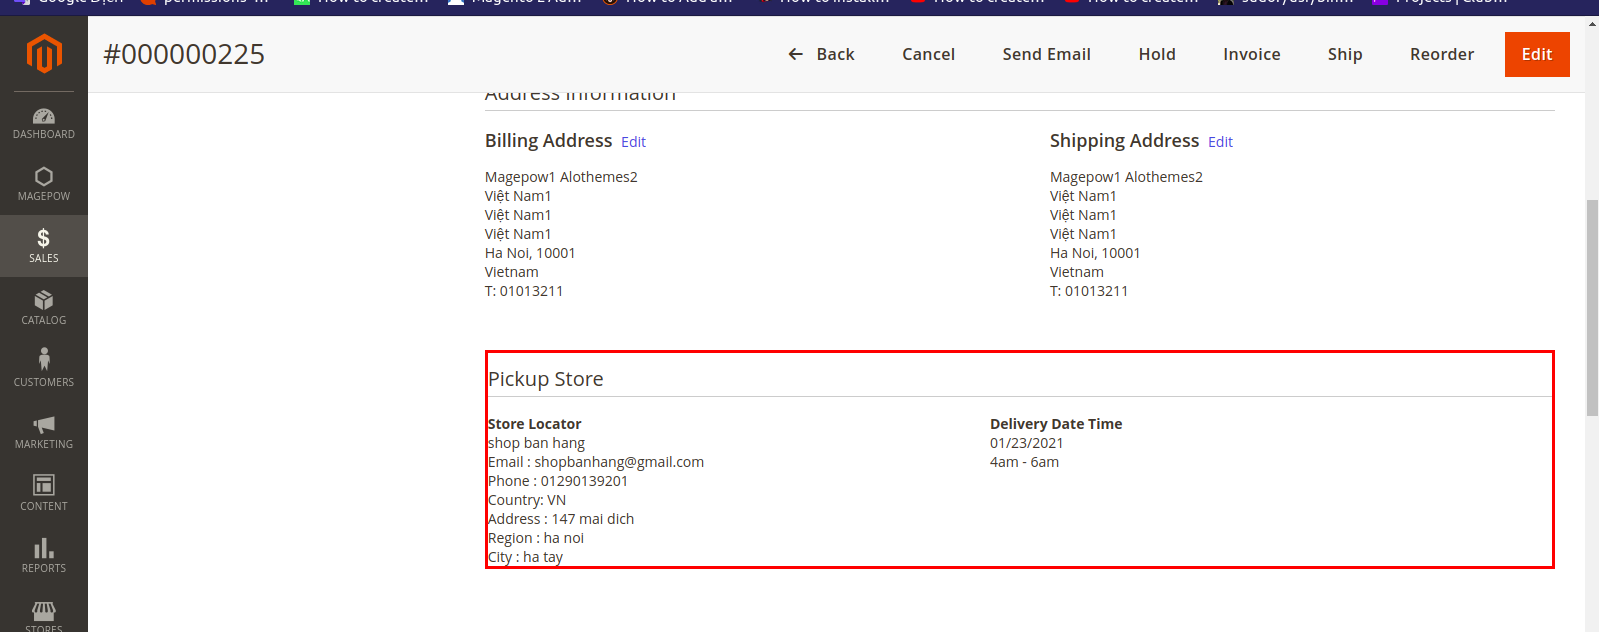 How to create...
#000000225
Back
Cancel
Send Email
Hold
Invoice
Ship
Reorder
Edit
DASHBOARD
MAGEPOW
SALES
CATALOG
CUSTOMERS
MARKETING
CONTENT
REPORTS
STORES
Address Information
Billing Address Edit
Magepow1 Alothemes2
Việt Nam1
Việt Nam1
Việt Nam1
Ha Noi, 10001
Vietnam
T: 01013211
Shipping Address Edit
Magepow1 Alothemes2
Việt Nam1
Việt Nam1
Việt Nam1
Ha Noi, 10001
Vietnam
T: 01013211
Pickup Store
Store Locator
shop ban hang
Email : shopbanhang@gmail.com
Phone : 01290139201
Country: VN
Address : 147 mai dich
Region : ha noi
City : ha tay
Delivery Date Time
01/23/2021
4am - 6am